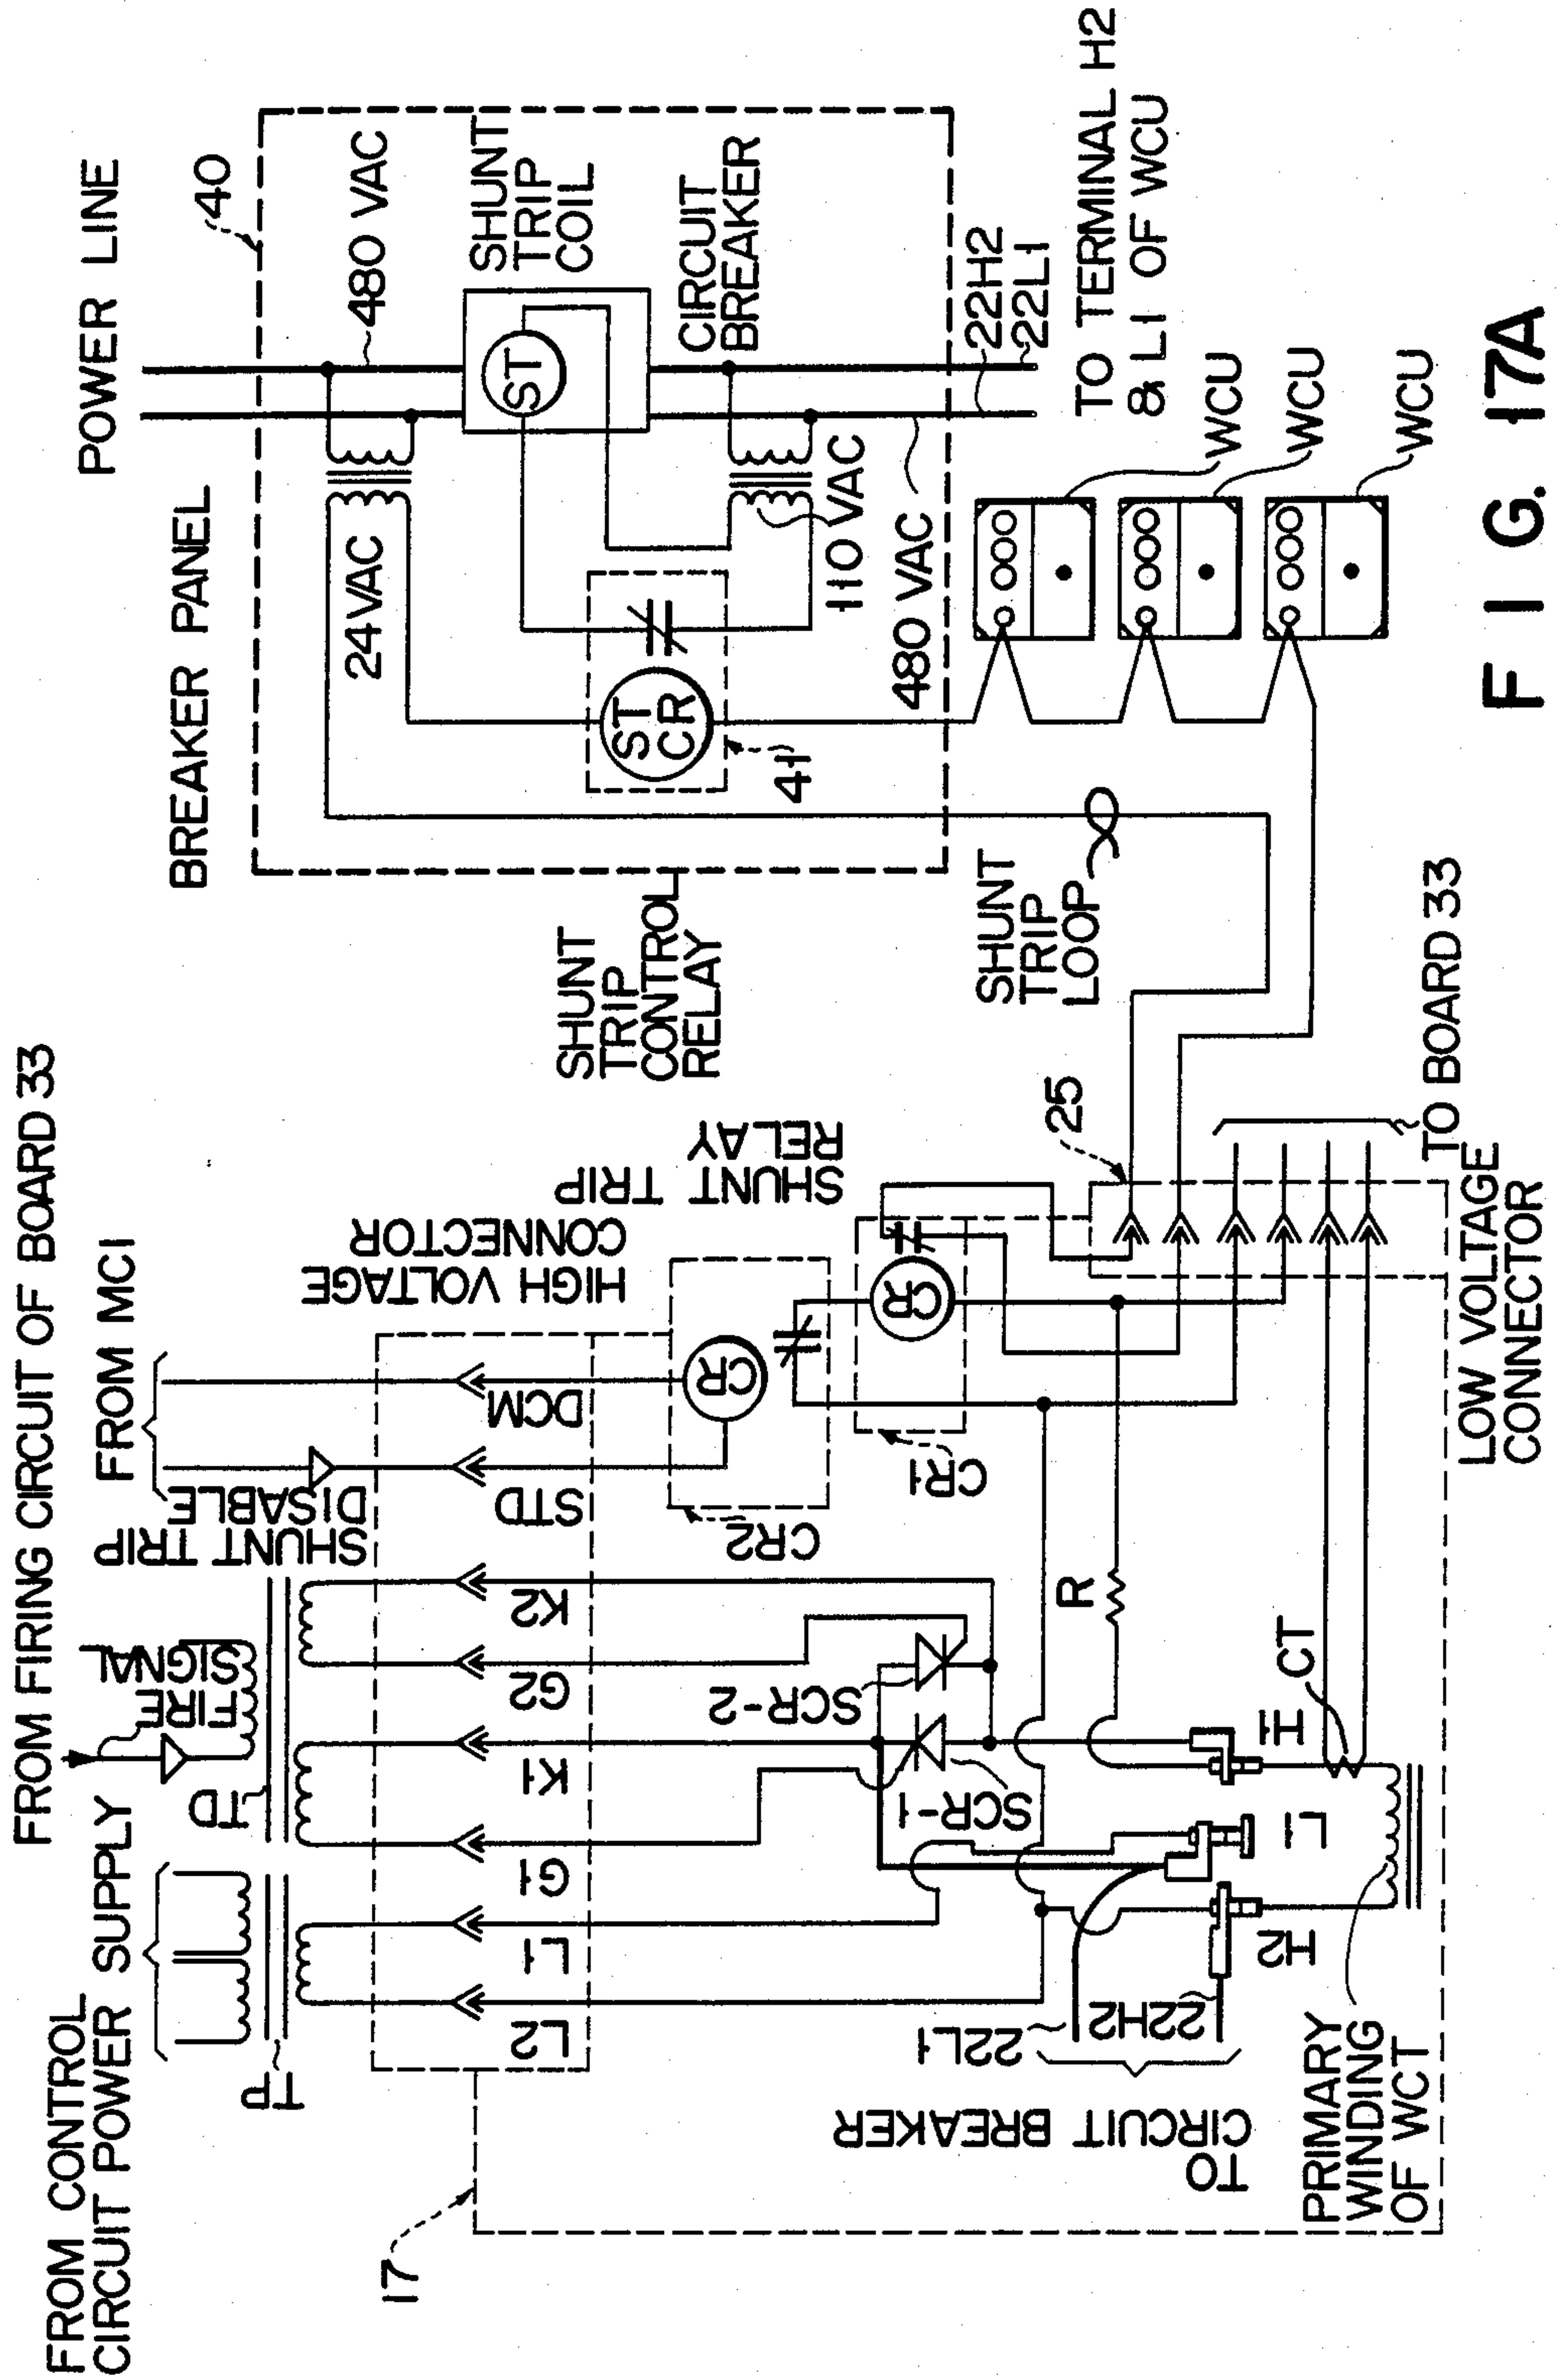 FROM FIRING CIRCUIT OF BOARD 33
FROM CONTROL
CIRCUIT POWER SUPPLY
FROM MCI
POWER LINE
BREAKER PANEL
40
480 VAC
24VAC
SHUNT
TRIP
COIL
ST
CIRCUIT
BREAKER
110 VAC
480 VAC
ST
CR
41
22H2
22L1
TO TERMINAL H2
& L1 OF WCU
WCU
WCU
WCU
SHUNT
TRIP
CONTROL
RELAY
SHUNT
TRIP
LOOP
25
TO BOARD 33
LOW VOLTAGE
CONNECTOR
TP
TD
FIRE
SIGNAL
SHUNT TRIP
DISABLE
HIGH VOLTAGE
CONNECTOR
SHUNT TRIP
RELAY
17
L2
L1
G1
K1
G2
K2
STD
DCM
CR
CR
CR2
CR1
SCR-2
SCR-1
R
CT
H1
L1
H2
22L1
22H2
TO
CIRCUIT BREAKER
PRIMARY
WINDING
OF WCT
FIG. 17A